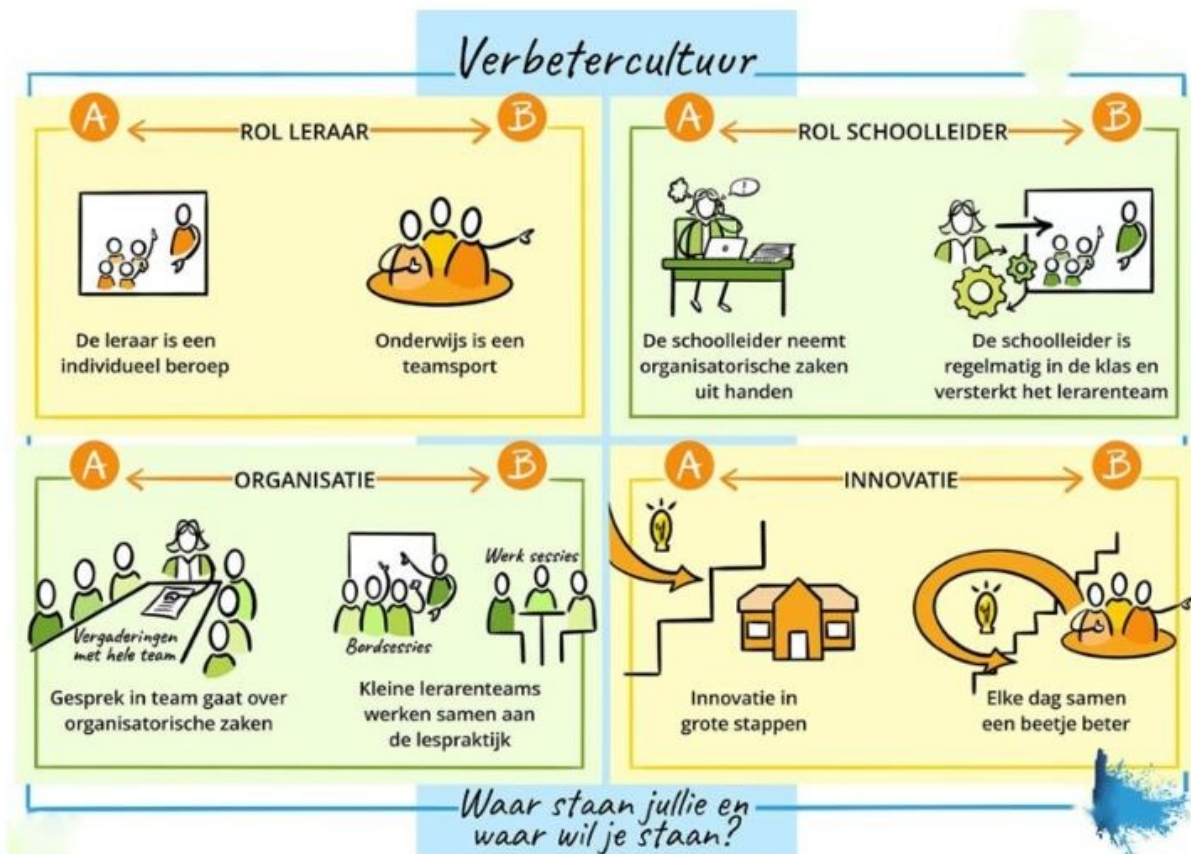 Verbetercultuur
A
ROL LERAAR
B
De leraar is een
individueel beroep
Onderwijs is een
teamsport
A
ROL SCHOOLLEIDER
B
!
De schoolleider neemt
organisatorische zaken
uit handen
De schoolleider is
regelmatig in de klas en
versterkt het lerarenteam
A
ORGANISATIE
B
Vergaderingen
met hele team
Gesprek in team gaat over
organisatorische zaken
Bordsessies
Werk sessies
Kleine lerarenteams
werken samen aan
de lespraktijk
A
INNOVATIE
B
Innovatie in
grote stappen
Elke dag samen
een beetje beter
Waar staan jullie en
waar wil je staan?